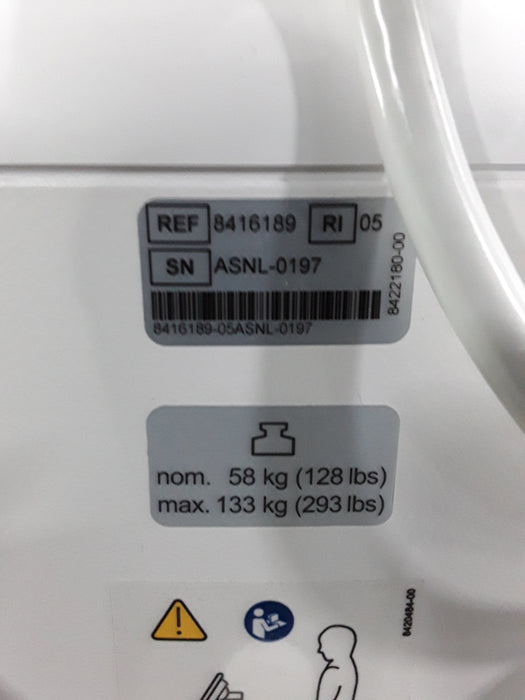 REF 8416189 RI 05
SN ASNL-0197
8416189-05ASNL-0197
8422180-00
nom. 58 kg (128 lbs)
max. 133 kg (293 lbs)
8420484-00